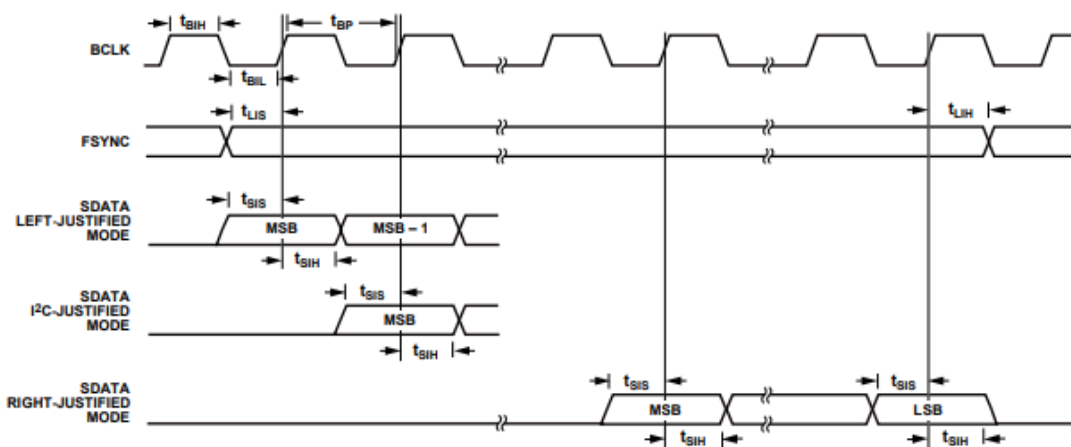 tBIH
tBP
BCLK
tBIL
tLIS
tLIH
FSYNC
tSIS
SDATA
LEFT-JUSTIFIED
MODE
MSB
MSB – 1
tSIH
SDATA
I²C-JUSTIFIED
MODE
tSIS
MSB
tSIH
SDATA
RIGHT-JUSTIFIED
MODE
tSIS
tSIS
MSB
LSB
tSIH
tSIH